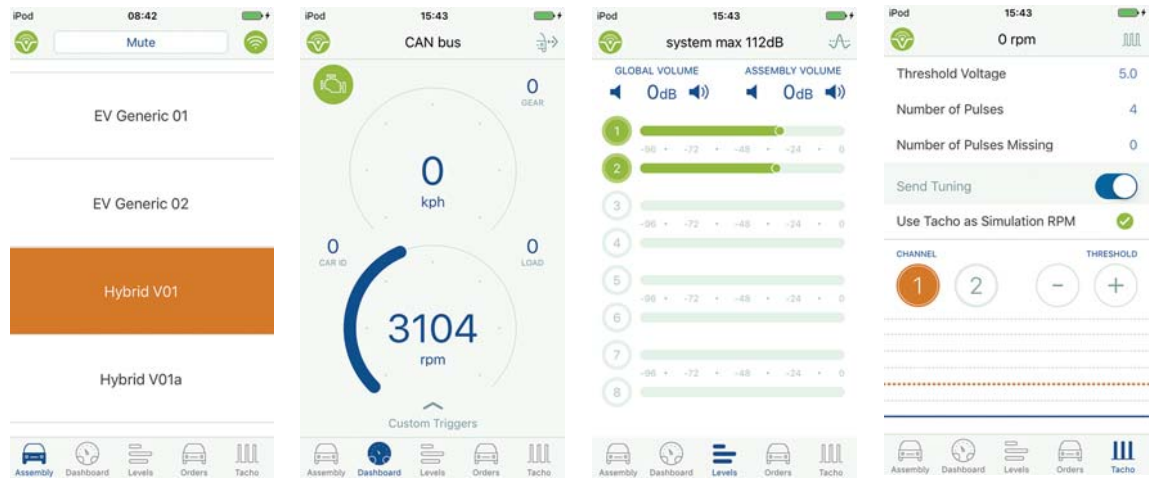 iPod 08:42
Mute
EV Generic 01
EV Generic 02
Hybrid V01
Hybrid V01a
Assembly Dashboard Levels Orders Tacho
iPod 15:43
CAN bus
0
GEAR
0
kph
0
CAR ID
0
LOAD
3104
rpm
Custom Triggers
Assembly Dashboard Levels Orders Tacho
iPod 15:43
system max 112dB
GLOBAL VOLUME ASSEMBLY VOLUME
0dB 0dB
1
-96 • -72 • -48 • -24 • 0
2
3
-96 • -72 • -48 • -24 • 0
4
5
-96 • -72 • -48 • -24 • 0
6
7
-96 • -72 • -48 • -24 • 0
8
Assembly Dashboard Levels Orders Tacho
iPod 15:43
0 rpm
Threshold Voltage 5.0
Number of Pulses 4
Number of Pulses Missing 0
Send Tuning
Use Tacho as Simulation RPM
CHANNEL THRESHOLD
1 2 - +
Assembly Dashboard Levels Orders Tacho